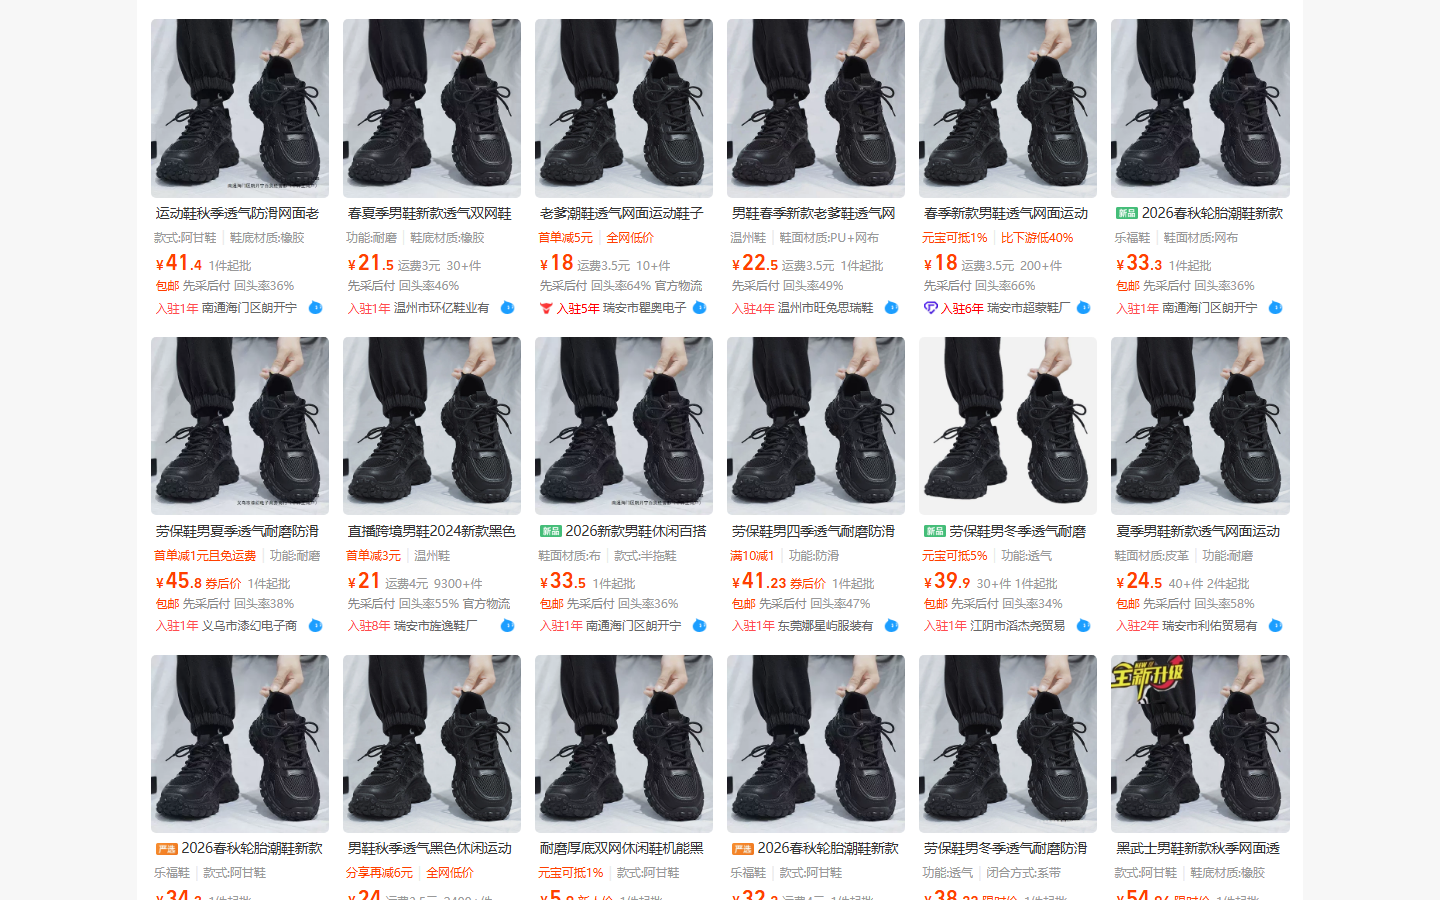 运动鞋秋季透气防滑网面老
款式:阿甘鞋 鞋底材质:橡胶
¥41.4 1件起批
包邮 先采后付 回头率36%
入驻1年 南通海门区朗开宁
春夏季男鞋新款透气双网鞋
功能:耐磨 鞋底材质:橡胶
¥21.5 运费3元 30+件
先采后付 回头率46%
入驻1年 温州市环亿鞋业有
老爹潮鞋透气网面运动鞋子
首单减5元 全网低价
¥18 运费3.5元 10+件
先采后付 回头率64% 官方物流
入驻5年 瑞安市瞿奥电子
男鞋春季新款老爹鞋透气网
温州鞋 鞋面材质:PU+网布
¥22.5 运费3.5元 1件起批
先采后付 回头率49%
入驻4年 温州市旺兔思瑞鞋
春季新款男鞋透气网面运动
元宝可抵1% 比下游低40%
¥18 运费3.5元 200+件
先采后付 回头率66%
入驻6年 瑞安市超蒙鞋厂
新品 2026春秋轮胎潮鞋新款
乐福鞋 鞋面材质:网布
¥33.3 1件起批
包邮 先采后付 回头率36%
入驻1年 南通海门区朗开宁
劳保鞋男夏季透气耐磨防滑
首单减1元且免运费 功能:耐磨
¥45.8 券后价 1件起批
包邮 先采后付 回头率38%
入驻1年 义乌市漆幻电子商
直播跨境男鞋2024新款黑色
首单减3元 温州鞋
¥21 运费4元 9300+件
先采后付 回头率55% 官方物流
入驻8年 瑞安市旌逸鞋厂
新品 2026新款男鞋休闲百搭
鞋面材质:布 款式:半拖鞋
¥33.5 1件起批
包邮 先采后付 回头率36%
入驻1年 南通海门区朗开宁
劳保鞋男四季透气耐磨防滑
满10减1 功能:防滑
¥41.23 券后价 1件起批
包邮 先采后付 回头率47%
入驻1年 东莞娜星屿服装有
新品 劳保鞋男冬季透气耐磨
元宝可抵5% 功能:透气
¥39.9 30+件 1件起批
包邮 先采后付 回头率34%
入驻1年 江阴市滔杰尧贸易
夏季男鞋新款透气网面运动
鞋面材质:皮革 功能:耐磨
¥24.5 40+件 2件起批
包邮 先采后付 回头率58%
入驻2年 瑞安市利佑贸易有
严选 2026春秋轮胎潮鞋新款
乐福鞋 款式:阿甘鞋
男鞋秋季透气黑色休闲运动
分享再减6元 全网低价
耐磨厚底双网休闲鞋机能黑
元宝可抵1% 款式:阿甘鞋
严选 2026春秋轮胎潮鞋新款
乐福鞋 款式:阿甘鞋
劳保鞋男冬季透气耐磨防滑
功能:透气 闭合方式:系带
全新升级
黑武士男鞋新款秋季网面透
款式:阿甘鞋 鞋底材质:橡胶